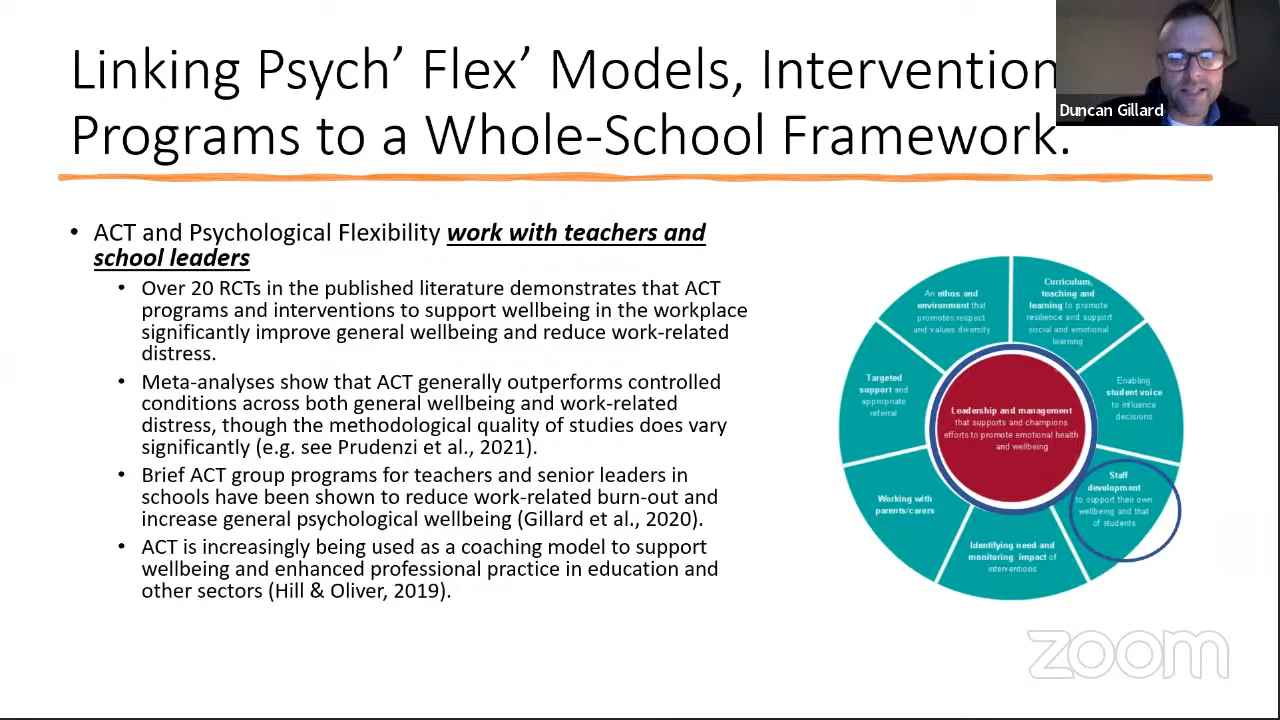 Linking Psych’ Flex’ Models, Intervention
Programs to a Whole-School Framework.
Duncan Gillard
• ACT and Psychological Flexibility work with teachers and
school leaders
• Over 20 RCTs in the published literature demonstrates that ACT
programs and interventions to support wellbeing in the workplace
significantly improve general wellbeing and reduce work-related
distress.
• Meta-analyses show that ACT generally outperforms controlled
conditions across both general wellbeing and work-related
distress, though the methodological quality of studies does vary
significantly (e.g. see Prudenzi et al., 2021).
• Brief ACT group programs for teachers and senior leaders in
schools have been shown to reduce work-related burn-out and
increase general psychological wellbeing (Gillard et al., 2020).
• ACT is increasingly being used as a coaching model to support
wellbeing and enhanced professional practice in education and
other sectors (Hill & Oliver, 2019).
An ethos and
environment that
promotes respect
and values diversity
Curriculum,
teaching and
learning to promote
resilience and support
social and emotional
learning
Enabling
student voice
to influence
decisions
Staff
development
to support their own
wellbeing and that
of students
Identifying need and
monitoring impact of
interventions
Working with
parents/carers
Targeted
support and
appropriate
referral
Leadership and management
that supports and champions
efforts to promote emotional health
and wellbeing
zoom